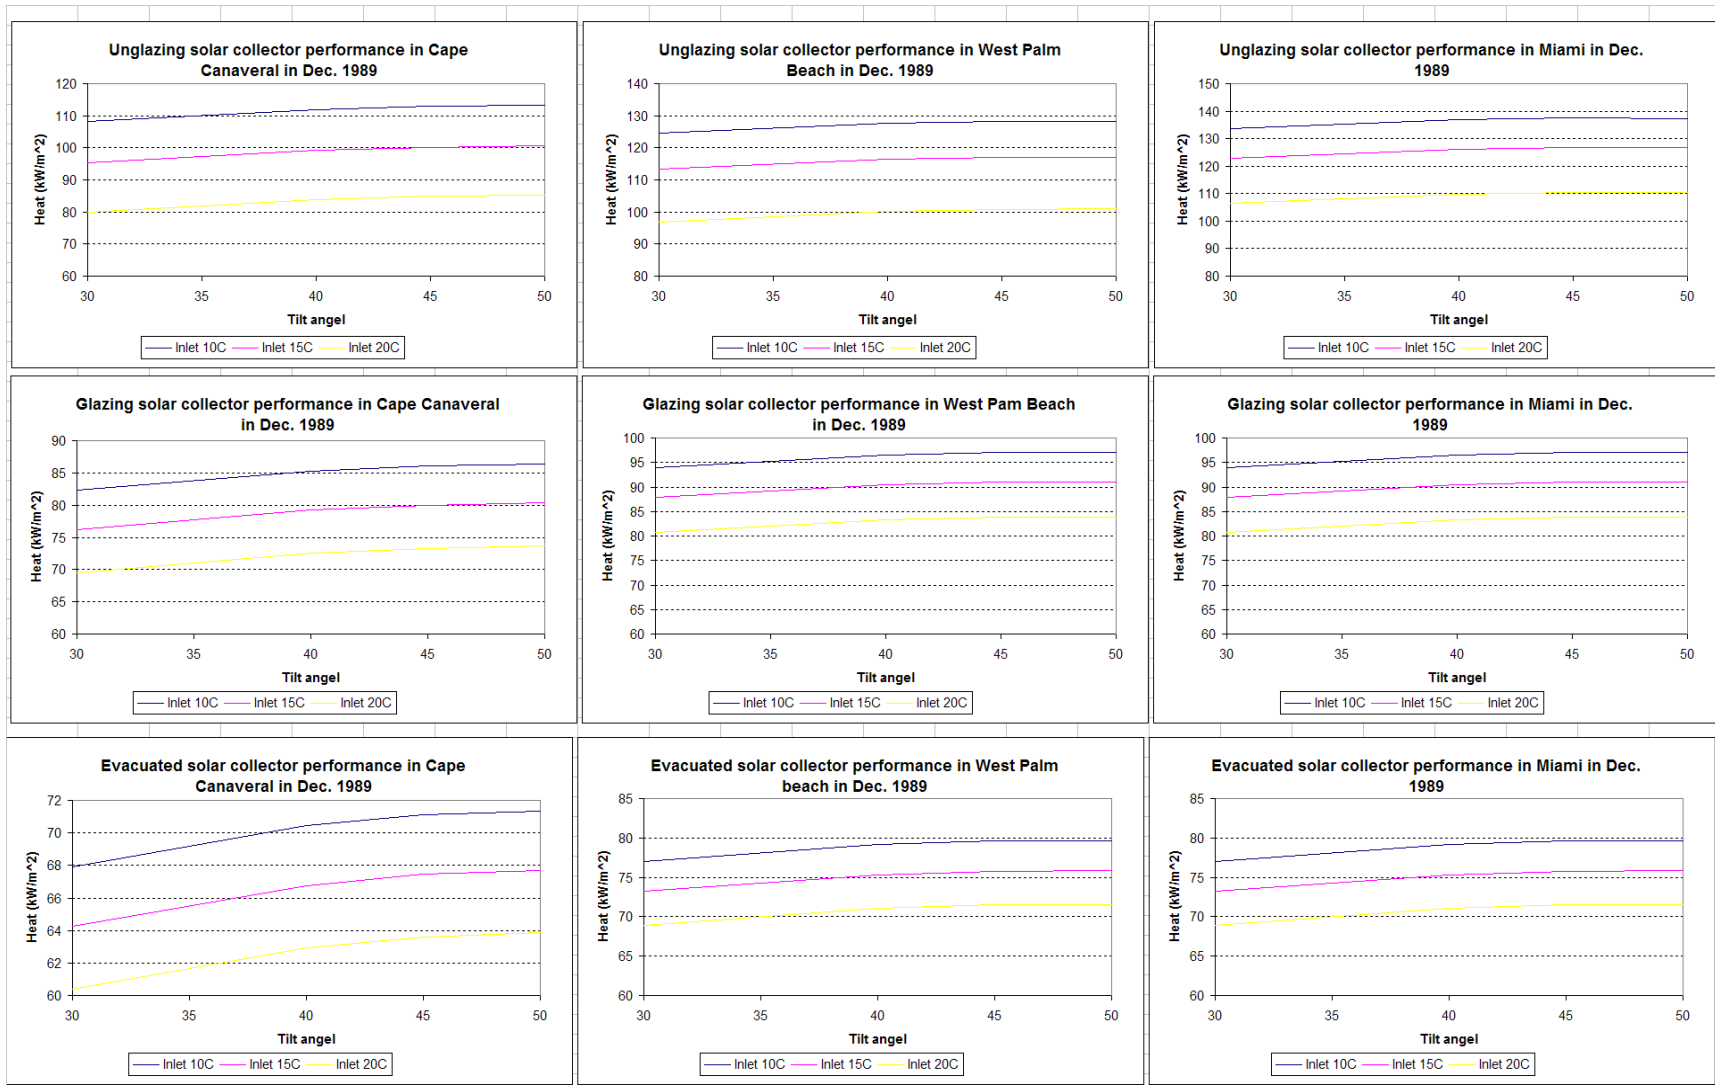 Unglazing solar collector performance in Cape
Canaveral in Dec. 1989
120
110
100
90
80
70
60
Heat (kW/m^2)
30 35 40 45 50
Tilt angel
Inlet 10C Inlet 15C Inlet 20C
Unglazing solar collector performance in West Palm
Beach in Dec. 1989
140
130
120
110
100
90
80
Heat (kW/m^2)
30 35 40 45 50
Tilt angel
Inlet 10C Inlet 15C Inlet 20C
Unglazing solar collector performance in Miami in Dec.
1989
150
140
130
120
110
100
90
80
Heat (kW/m^2)
30 35 40 45 50
Tilt angel
Inlet 10C Inlet 15C Inlet 20C
Glazing solar collector performance in Cape Canaveral
in Dec. 1989
90
85
80
75
70
65
60
Heat (kW/m^2)
30 35 40 45 50
Tilt angel
Inlet 10C Inlet 15C Inlet 20C
Glazing solar collector performance in West Pam Beach
in Dec. 1989
100
95
90
85
80
75
70
65
60
Heat (kW/m^2)
30 35 40 45 50
Tilt angel
Inlet 10C Inlet 15C Inlet 20C
Glazing solar collector performance in Miami in Dec.
1989
100
95
90
85
80
75
70
65
60
Heat (kW/m^2)
30 35 40 45 50
Tilt angel
Inlet 10C Inlet 15C Inlet 20C
Evacuated solar collector performance in Cape
Canaveral in Dec. 1989
72
70
68
66
64
62
60
Heat (kW/m^2)
30 35 40 45 50
Tilt angel
Inlet 10C Inlet 15C Inlet 20C
Evacuated solar collector performance in West Palm
beach in Dec. 1989
85
80
75
70
65
60
Heat (kW/m^2)
30 35 40 45 50
Tilt angel
Inlet 10C Inlet 15C Inlet 20C
Evacuated solar collector performance in Miami in Dec.
1989
85
80
75
70
65
60
Heat (kW/m^2)
30 35 40 45 50
Tilt angel
Inlet 10C Inlet 15C Inlet 20C